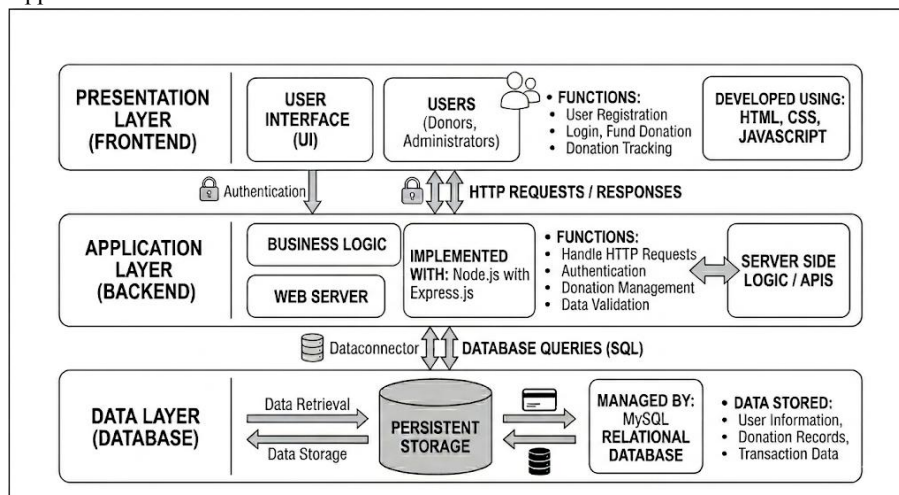 PRESENTATION
LAYER
(FRONTEND)
USER
INTERFACE
(UI)
USERS
(Donors,
Administrators)
• FUNCTIONS:
• User Registration
• Login, Fund Donation
• Donation Tracking
DEVELOPED USING:
HTML, CSS,
JAVASCRIPT
Authentication
HTTP REQUESTS / RESPONSES
APPLICATION
LAYER
(BACKEND)
BUSINESS LOGIC
WEB SERVER
IMPLEMENTED
WITH: Node.js with
Express.js
• FUNCTIONS:
• Handle HTTP Requests
• Authentication
• Donation Management
• Data Validation
SERVER SIDE
LOGIC / APIS
Dataconnector
DATABASE QUERIES (SQL)
DATA LAYER
(DATABASE)
Data Retrieval
Data Storage
PERSISTENT
STORAGE
MANAGED BY:
MySQL
RELATIONAL
DATABASE
• DATA STORED:
• User Information,
• Donation Records,
• Transaction Data